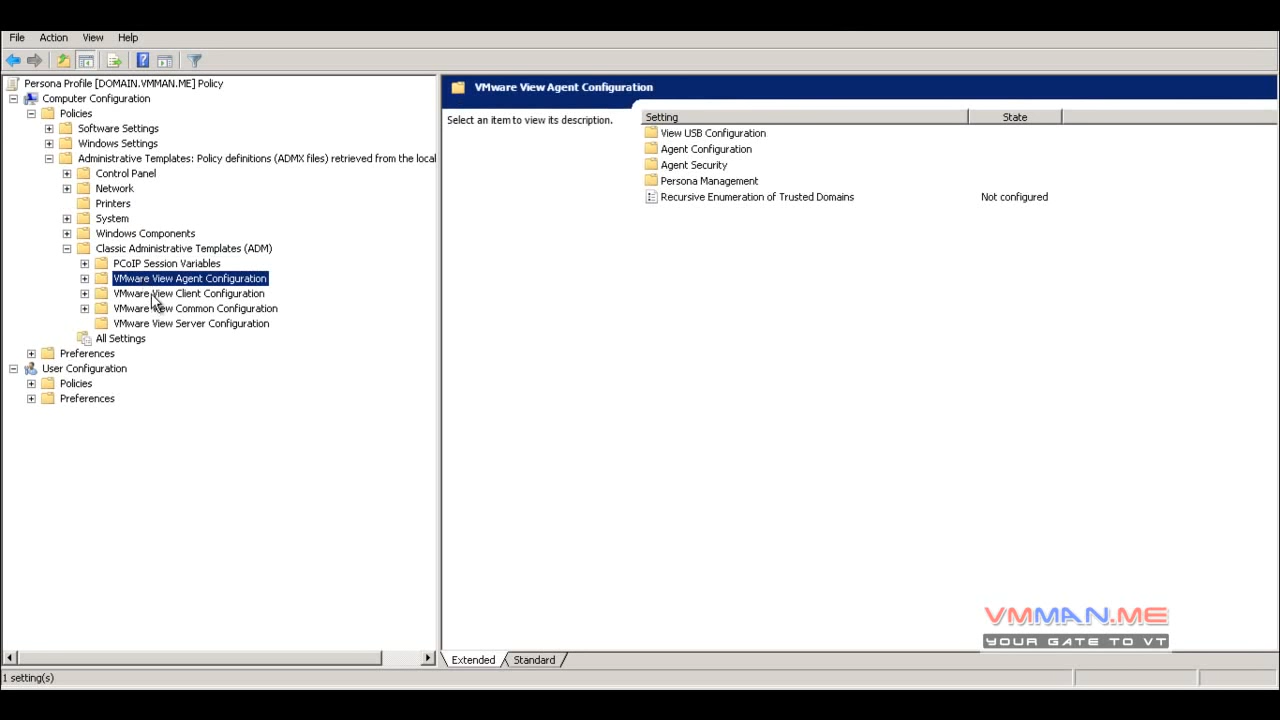 File Action View Help
Persona Profile [DOMAIN.VMMAN.ME] Policy
Computer Configuration
Policies
Software Settings
Windows Settings
Administrative Templates: Policy definitions (ADMX files) retrieved from the local
Control Panel
Network
Printers
System
Windows Components
Classic Administrative Templates (ADM)
PCoIP Session Variables
VMware View Agent Configuration
VMware View Client Configuration
VMware View Common Configuration
VMware View Server Configuration
All Settings
Preferences
User Configuration
Policies
Preferences
VMware View Agent Configuration
Select an item to view its description.
Setting State
View USB Configuration
Agent Configuration
Agent Security
Persona Management
Recursive Enumeration of Trusted Domains Not configured
VMMAN.ME
YOUR GATE TO VT
Extended Standard
1 setting(s)